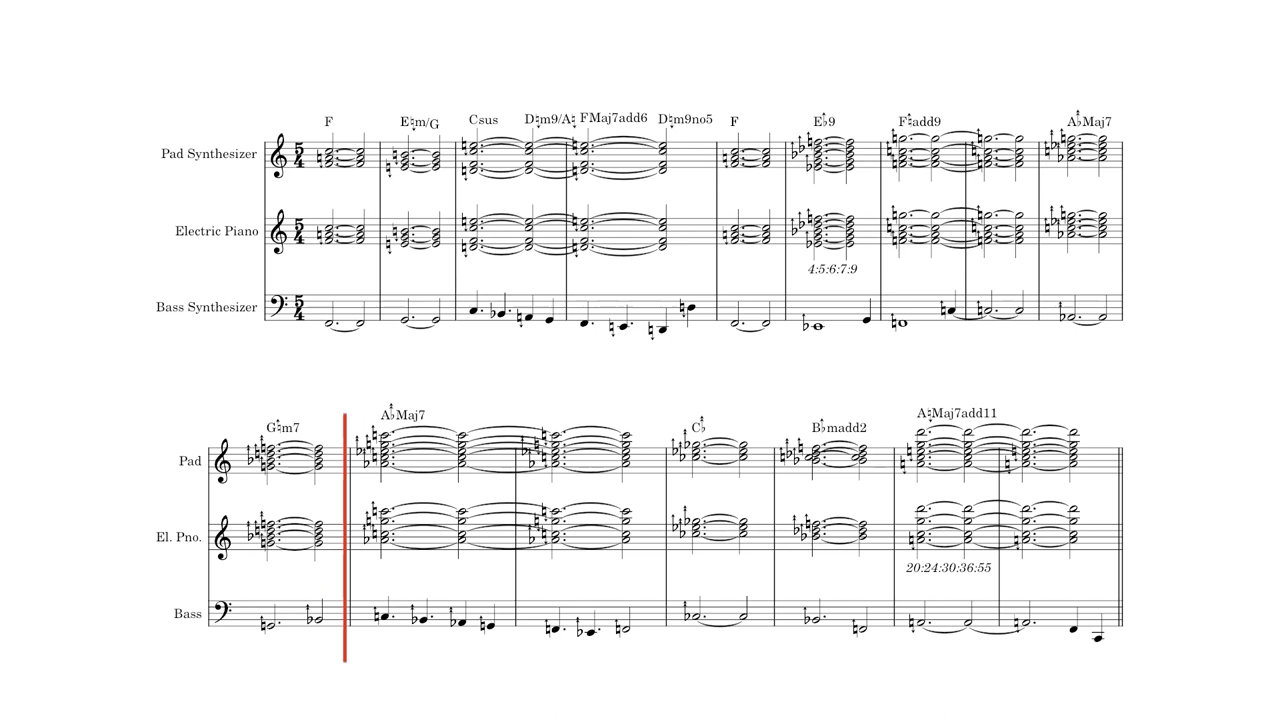 F E♮m/G Csus D♮m9/A♮ FMaj7add6 D♮m9no5 F E♭9 F♮add9 A♭Maj7
Pad Synthesizer 5 4
Electric Piano 5 4
4:5:6:7:9
Bass Synthesizer 5 4
G♮m7 A♭Maj7 C♭ B♭madd2 A♮Maj7add11
Pad
El. Pno.
20:24:30:36:55
Bass